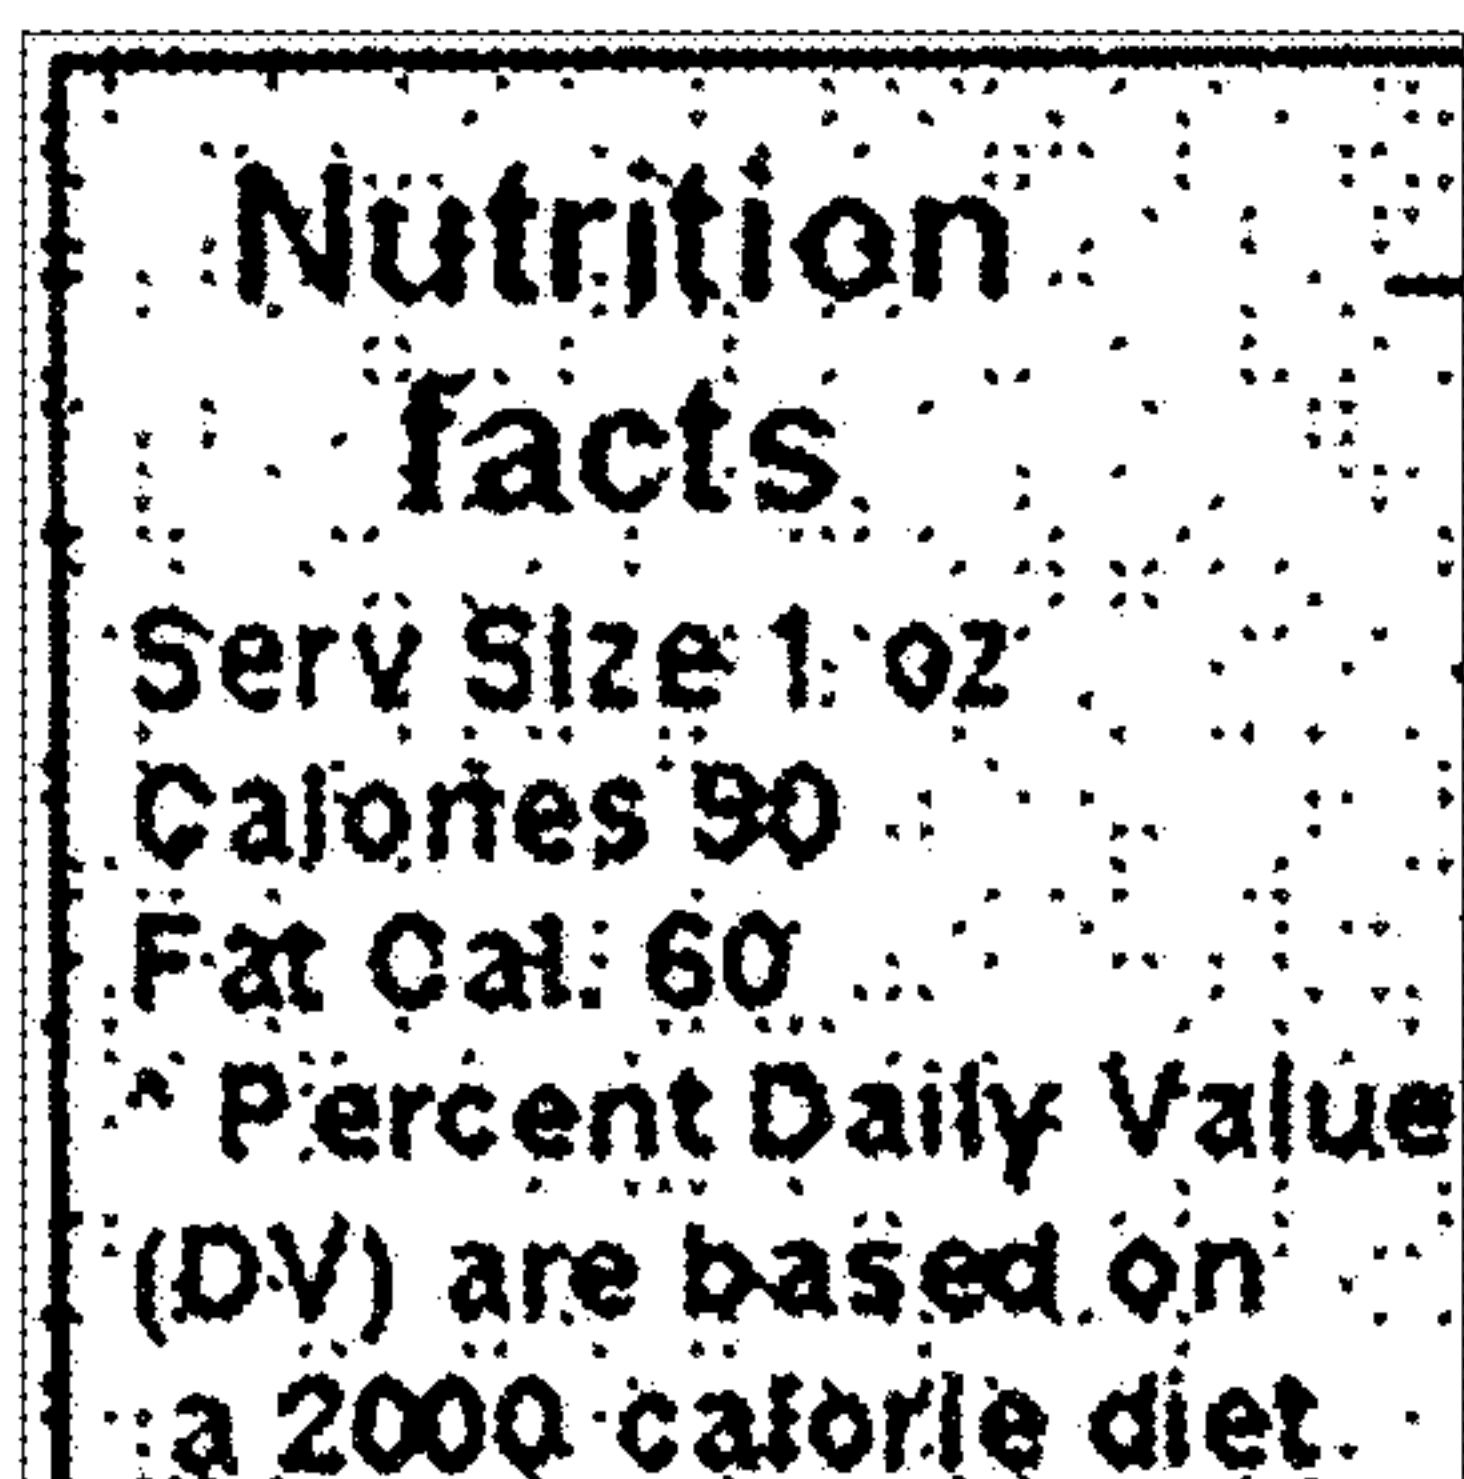 Nutrition
facts
Serv Size 1 oz
Calories 90
Fat Cal. 60
* Percent Daily Value
(DV) are based on
a 2000 calorie diet.